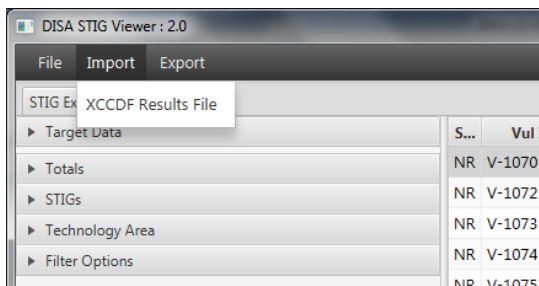 DISA STIG Viewer : 2.0
File Import Export
XCCDF Results File
STIG Ex
Target Data
S... Vul
Totals
NR V-1070
STIGs
NR V-1072
Technology Area
NR V-1073
Filter Options
NR V-1074
NR V-1075